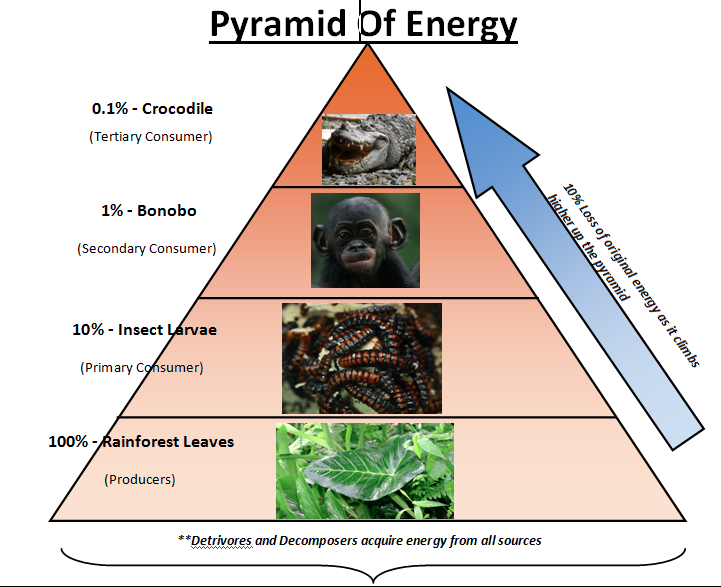 Pyramid Of Energy
0.1% - Crocodile
(Tertiary Consumer)
1% - Bonobo
(Secondary Consumer)
10% - Insect Larvae
(Primary Consumer)
100% - Rainforest Leaves
(Producers)
10% Loss of original energy as it climbs
higher up the pyramid
**Detrivores and Decomposers acquire energy from all sources